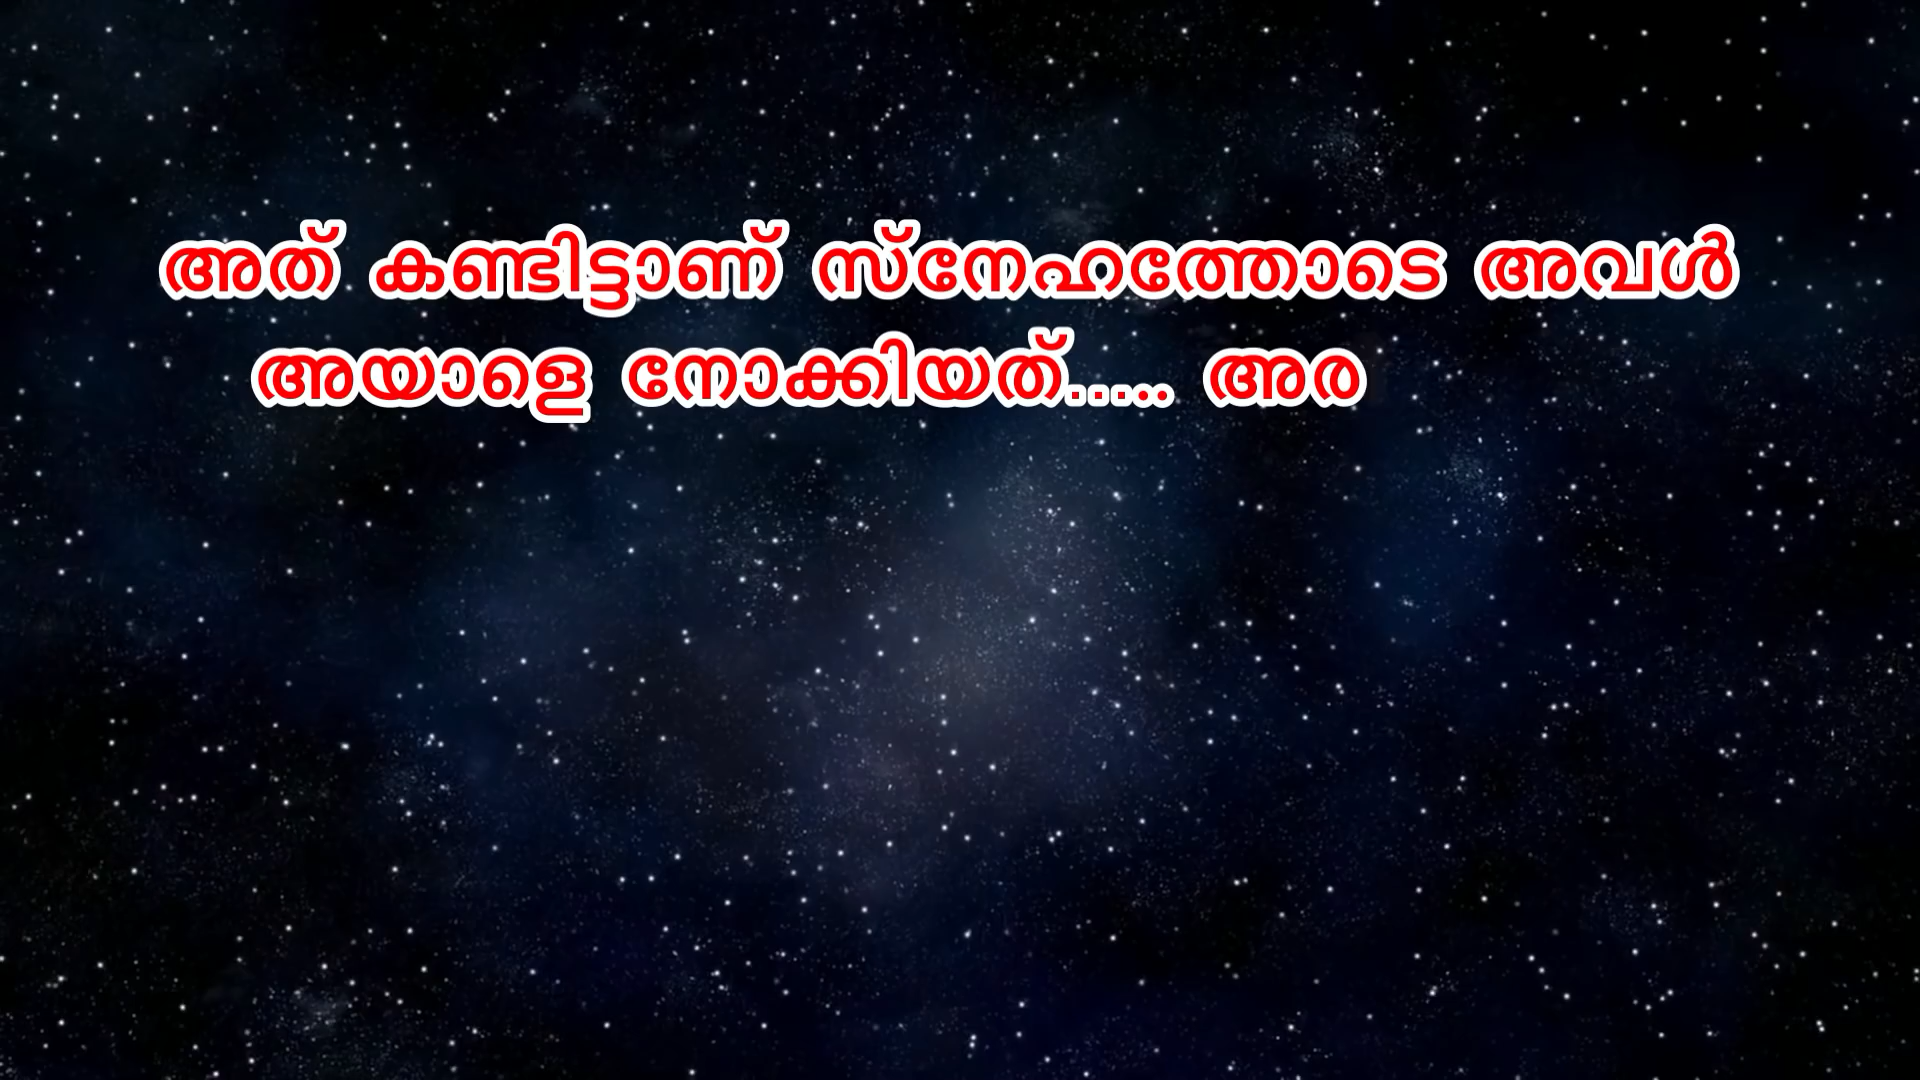 അത് കണ്ടിട്ടാണ് സ്നേഹത്തോടെ അവൾ
അയാളെ നോക്കിയത്..... അര